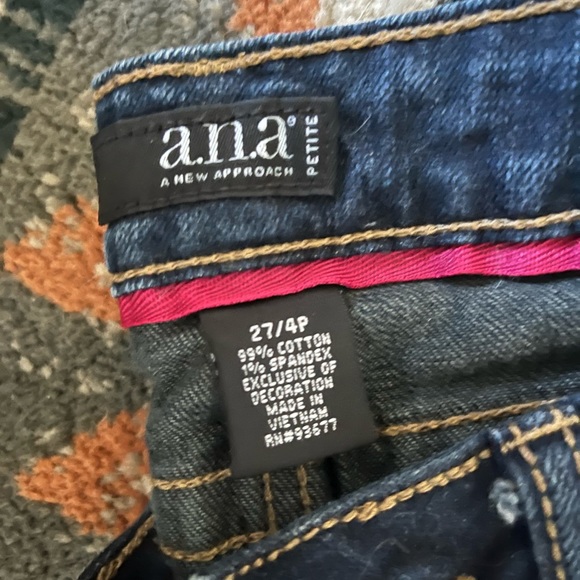 a.n.a®
A NEW APPROACH
PETITE
27/4P
99% COTTON
1% SPANDEX
EXCLUSIVE OF
DECORATION
MADE IN
VIETNAM
RN#93677